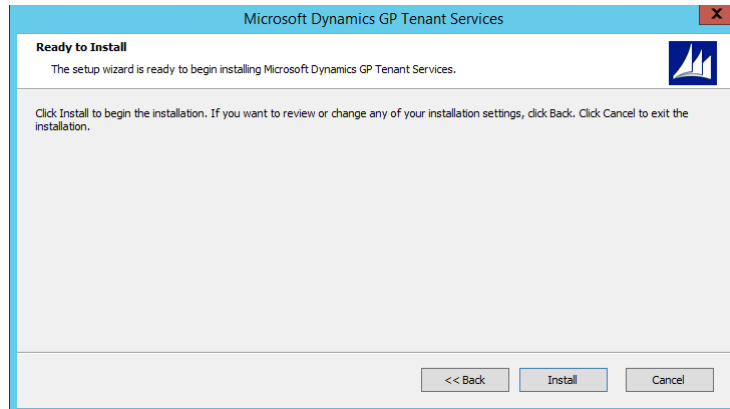 Microsoft Dynamics GP Tenant Services
X
Ready to Install
The setup wizard is ready to begin installing Microsoft Dynamics GP Tenant Services.
Click Install to begin the installation. If you want to review or change any of your installation settings, click Back. Click Cancel to exit the
installation.
<< Back Install Cancel